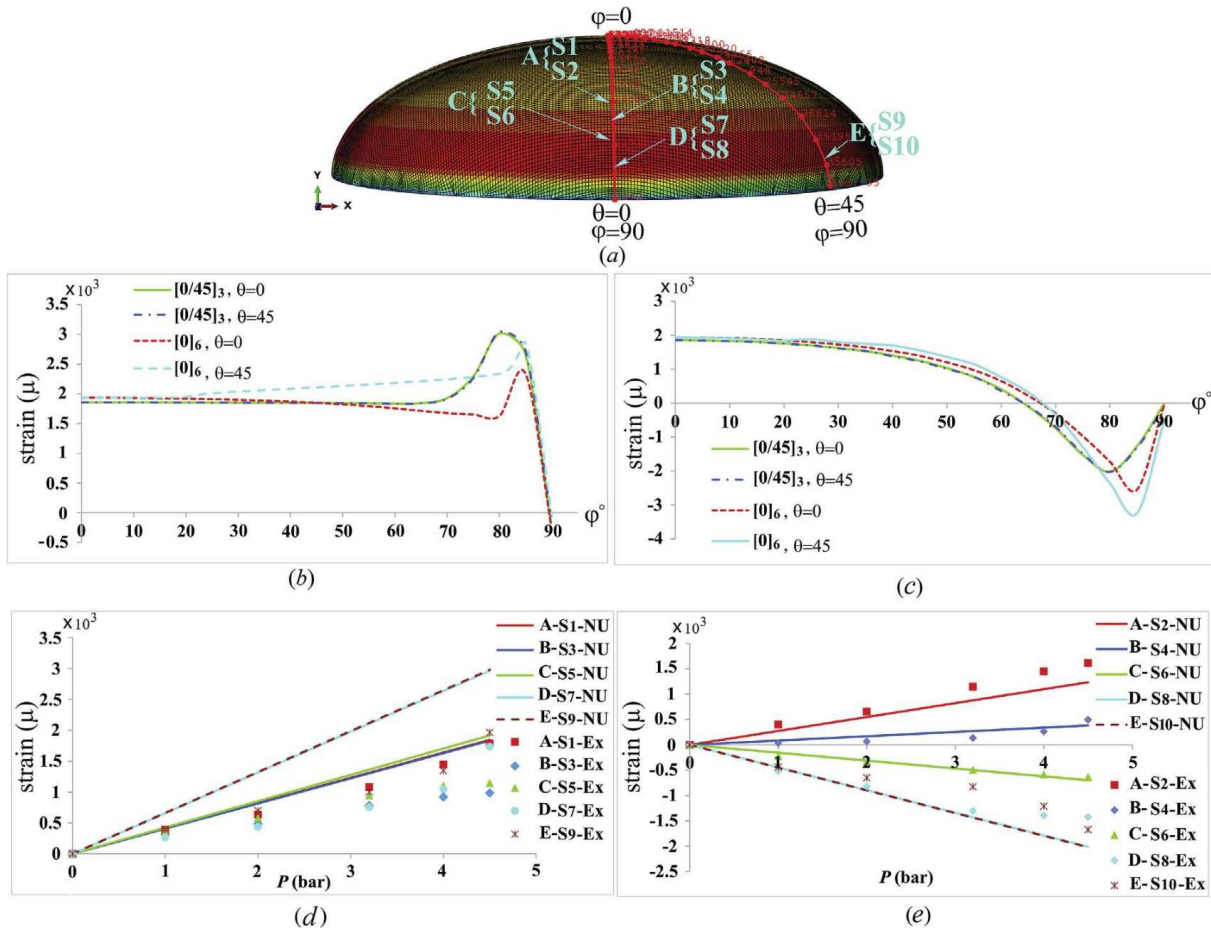 φ=0
A{S1
S2
B{S3
S4
C{S5
S6
D{S7
S8
E{S9
S10
Y
Z X
θ=0
φ=90
θ=45
φ=90
(a)
x10³
3.5
3
2.5
2
1.5
1
0.5
0
-0.5
strain (μ)
[0/45]₃, θ=0
[0/45]₃, θ=45
[0]₆, θ=0
[0]₆, θ=45
0 10 20 30 40 50 60 70 80 90
φ°
(b)
x10³
4
3
2
1
0
-1
-2
-3
-4
strain (μ)
0 10 20 30 40 50 60 70 80 90
φ°
[0/45]₃, θ=0
[0/45]₃, θ=45
[0]₆, θ=0
[0]₆, θ=45
(c)
x10³
3.5
3
2.5
2
1.5
1
0.5
0
strain (μ)
A-S1-NU
B-S3-NU
C-S5-NU
D-S7-NU
E-S9-NU
A-S1-Ex
B-S3-Ex
C-S5-Ex
D-S7-Ex
E-S9-Ex
0 1 2 3 4 5
P (bar)
(d)
x10³
2
1.5
1
0.5
0
-0.5
-1
-1.5
-2
-2.5
strain (μ)
A-S2-NU
B-S4-NU
C-S6-NU
D-S8-NU
E-S10-NU
0 1 2 3 4 5
A-S2-Ex
B-S4-Ex
C-S6-Ex
D-S8-Ex
E-S10-Ex
P (bar)
(e)